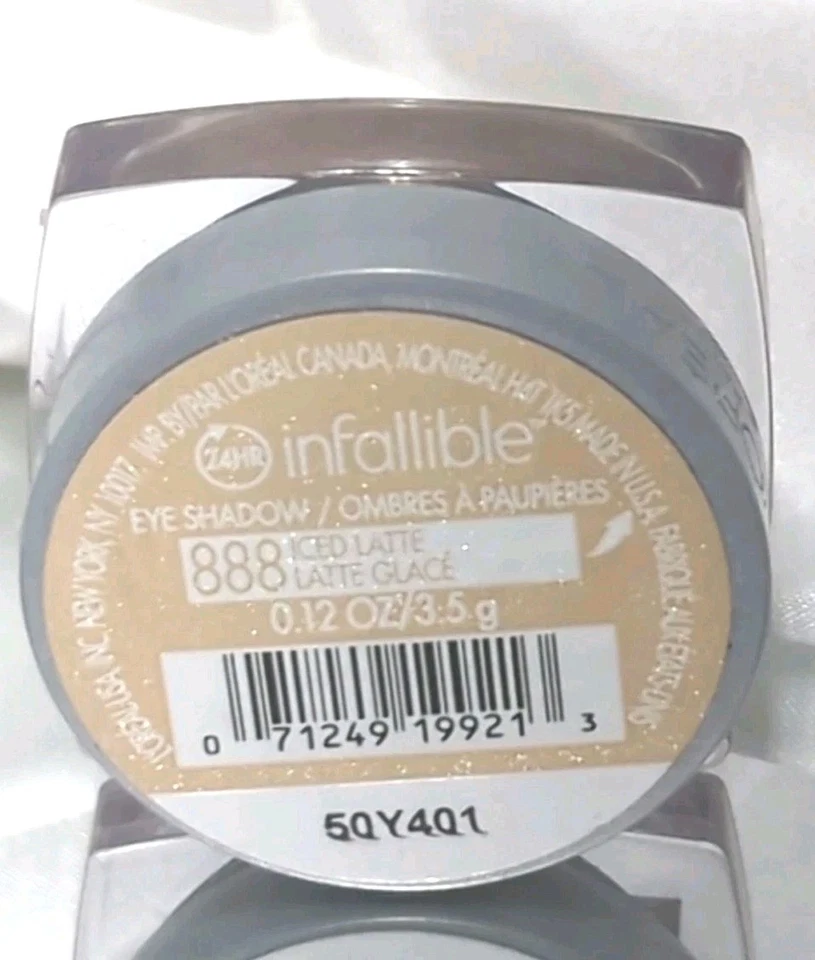 L'ORÉAL USA, INC., NEW YORK, NY 10017. IMP. BY/PAR L'ORÉAL CANADA, MONTRÉAL H4T 1K5 MADE IN U.S.A. FABRIQUÉ AUX ÉTATS-UNIS
24HR infallible
EYE SHADOW / OMBRES À PAUPIÈRES
888 ICED LATTE
LATTE GLACÉ
0.12 OZ/3.5 g
0 71249 19921 3
50Y401